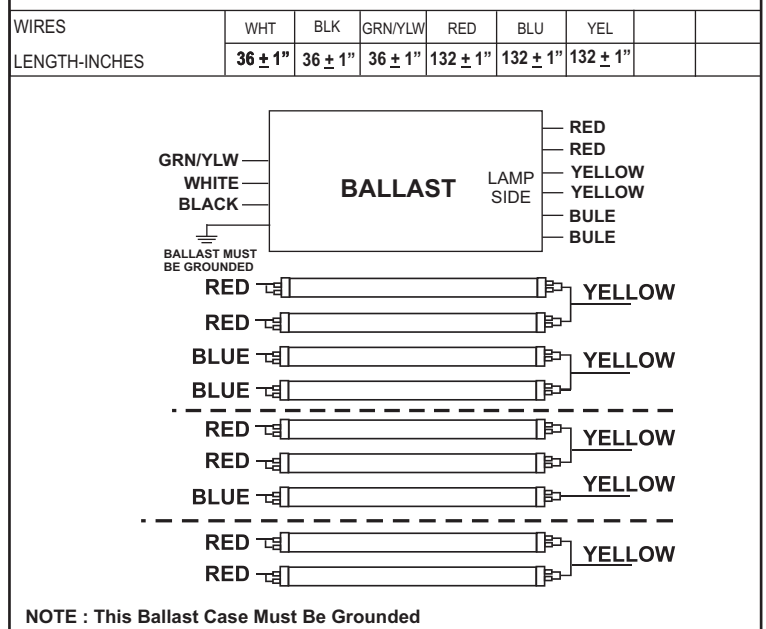 WIRES WHT BLK GRN/YLW RED BLU YEL
LENGTH-INCHES 36 ± 1” 36 ± 1” 36 ± 1” 132 ± 1” 132 ± 1” 132 ± 1”
RED
RED
GRN/YLW
YELLOW
WHITE
BALLAST
LAMP
SIDE
YELLOW
BLACK
BULE
BULE
BALLAST MUST
BE GROUNDED
RED
YELLOW
RED
BLUE
YELLOW
BLUE
RED
YELLOW
RED
BLUE
YELLOW
RED
YELLOW
RED
NOTE : This Ballast Case Must Be Grounded